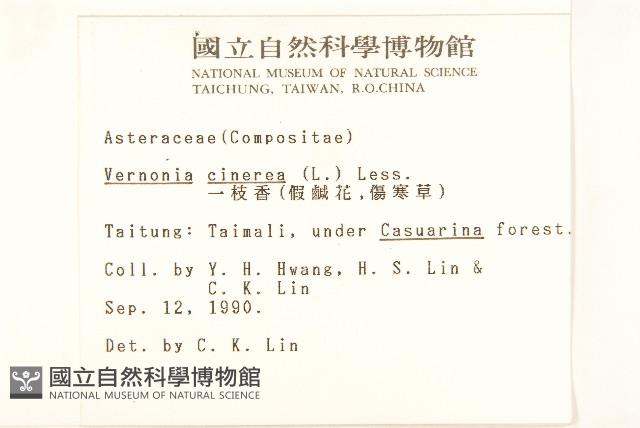 國立自然科學博物館
NATIONAL MUSEUM OF NATURAL SCIENCE
TAICHUNG, TAIWAN, R.O.CHINA
Asteraceae(Compositae)
Vernonia cinerea (L.) Less.
一枝香(假鹹花,傷寒草)
Taitung: Taimali, under Casuarina forest.
Coll. by Y. H. Hwang, H. S. Lin &
C. K. Lin
Sep. 12, 1990.
Det. by C. K. Lin
國立自然科學博物館
NATIONAL MUSEUM OF NATURAL SCIENCE